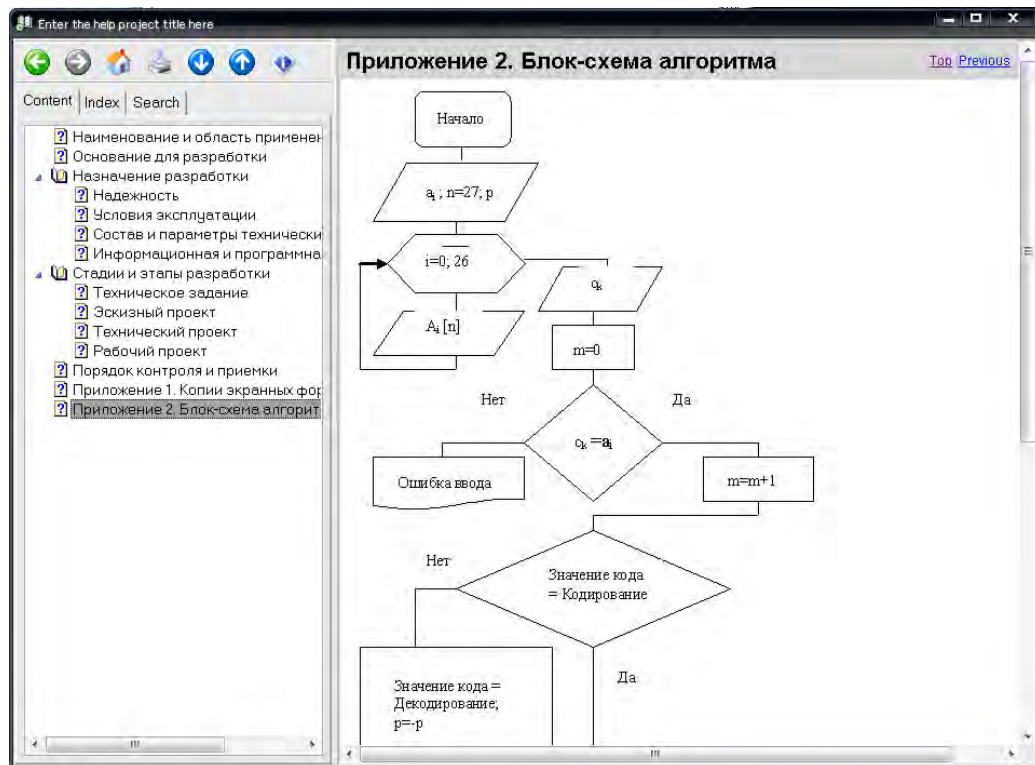 Enter the help project title here
Content Index Search
Наименование и область применен
Основание для разработки
Назначение разработки
Надежность
Условия эксплуатации
Состав и параметры технически
Информационная и программна
Стадии и этапы разработки
Техническое задание
Эскизный проект
Технический проект
Рабочий проект
Порядок контроля и приемки
Приложение 1. Копии экранных фор
Приложение 2. Блок-схема алгорит
Приложение 2. Блок-схема алгоритма
Top Previous
Начало
aᵢ ; n=27; p
i=0; 26
cₖ
Aᵢ [n]
m=0
Нет
Да
cₖ =aᵢ
Ошибка ввода
m=m+1
Нет
Значение кода
= Кодирование
Да
Значение кода =
Декодирование;
p=-p